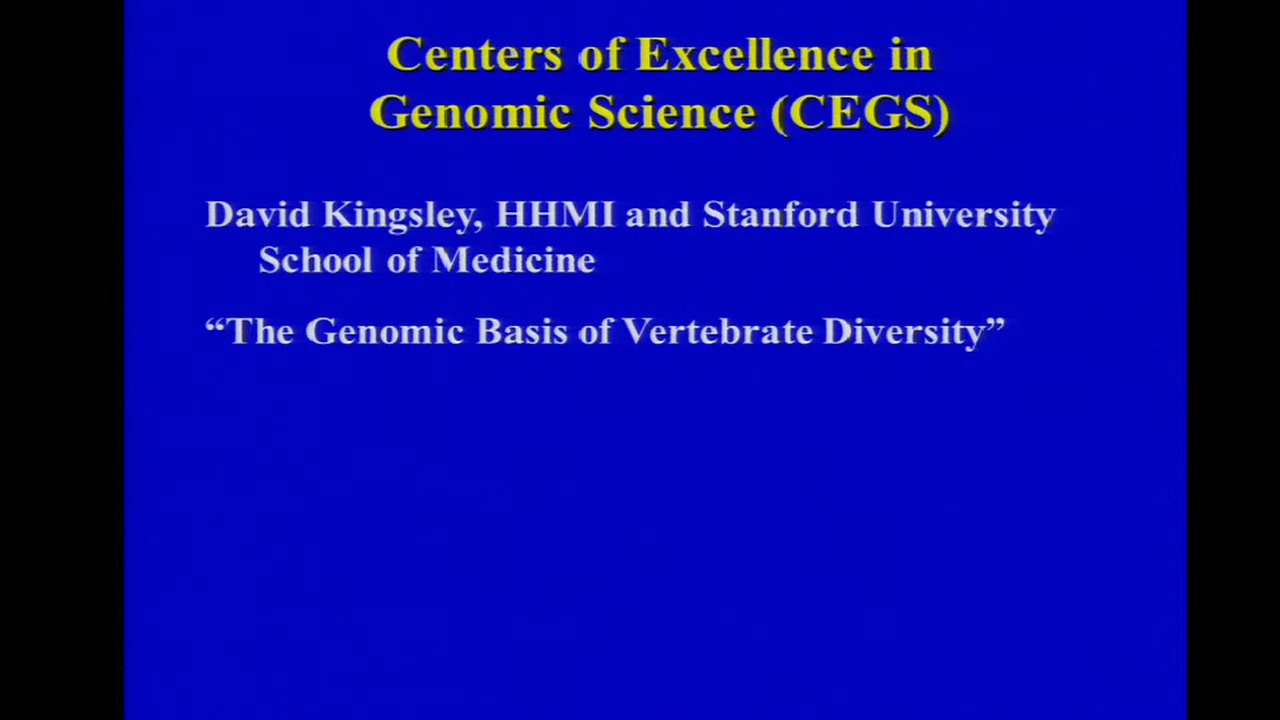 Centers of Excellence in
Genomic Science (CEGS)
David Kingsley, HHMI and Stanford University
School of Medicine
“The Genomic Basis of Vertebrate Diversity”